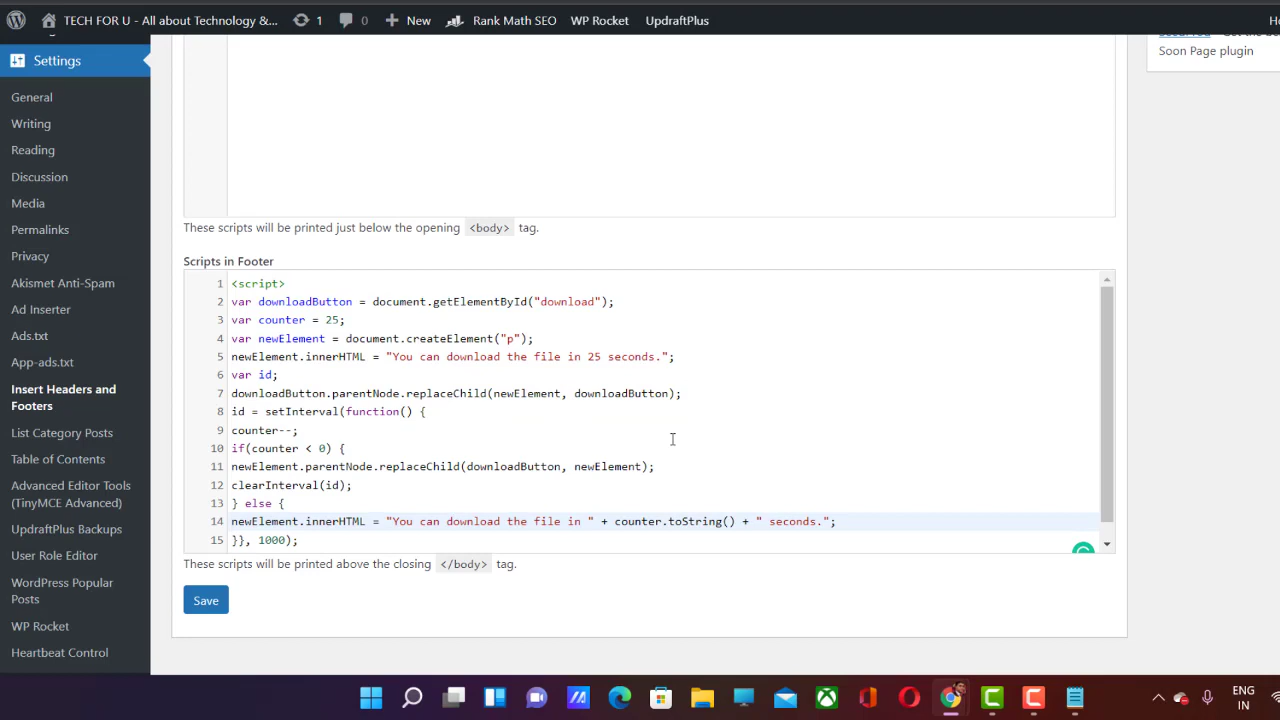 TECH FOR U - All about Technology &... 1 0 New Rank Math SEO WP Rocket UpdraftPlus
Settings
General
Writing
Reading
Discussion
Media
Permalinks
Privacy
Akismet Anti-Spam
Ad Inserter
Ads.txt
App-ads.txt
Insert Headers and
Footers
List Category Posts
Table of Contents
Advanced Editor Tools
(TinyMCE Advanced)
UpdraftPlus Backups
User Role Editor
WordPress Popular
Posts
WP Rocket
Heartbeat Control
Soon Page plugin
These scripts will be printed just below the opening <body> tag.
Scripts in Footer
1 <script>
2 var downloadButton = document.getElementById("download");
3 var counter = 25;
4 var newElement = document.createElement("p");
5 newElement.innerHTML = "You can download the file in 25 seconds.";
6 var id;
7 downloadButton.parentNode.replaceChild(newElement, downloadButton);
8 id = setInterval(function() {
9 counter--;
10 if(counter < 0) {
11 newElement.parentNode.replaceChild(downloadButton, newElement);
12 clearInterval(id);
13 } else {
14 newElement.innerHTML = "You can download the file in " + counter.toString() + " seconds.";
15 }}, 1000);
These scripts will be printed above the closing </body> tag.
Save
ENG
IN